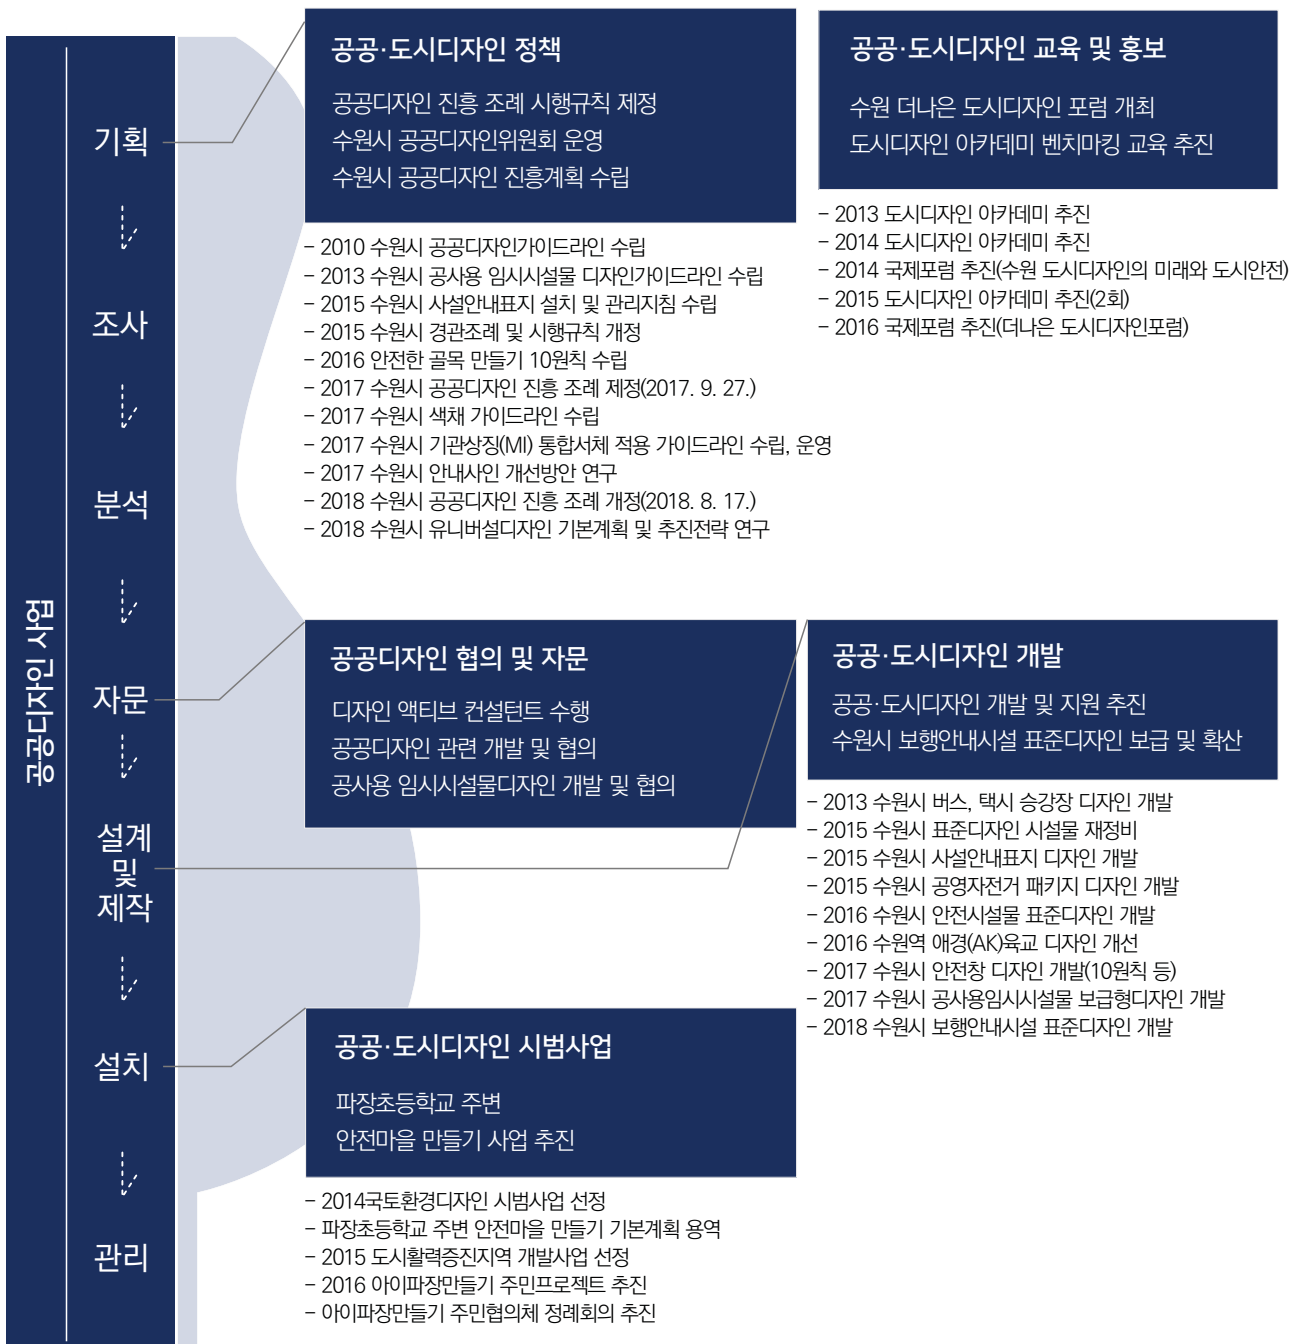 공공디자인 사업
기획
조사
분석
자문
설계
및
제작
설치
관리
공공·도시디자인 정책
공공디자인 진흥 조례 시행규칙 제정
수원시 공공디자인위원회 운영
수원시 공공디자인 진흥계획 수립
- 2010 수원시 공공디자인가이드라인 수립
- 2013 수원시 공사용 임시시설물 디자인가이드라인 수립
- 2015 수원시 사설안내표지 설치 및 관리지침 수립
- 2015 수원시 경관조례 및 시행규칙 개정
- 2016 안전한 골목 만들기 10원칙 수립
- 2017 수원시 공공디자인 진흥 조례 제정(2017. 9. 27.)
- 2017 수원시 색채 가이드라인 수립
- 2017 수원시 기관상징(MI) 통합서체 적용 가이드라인 수립, 운영
- 2017 수원시 안내사인 개선방안 연구
- 2018 수원시 공공디자인 진흥 조례 개정(2018. 8. 17.)
- 2018 수원시 유니버설디자인 기본계획 및 추진전략 연구
공공·도시디자인 교육 및 홍보
수원 더나은 도시디자인 포럼 개최
도시디자인 아카데미 벤치마킹 교육 추진
- 2013 도시디자인 아카데미 추진
- 2014 도시디자인 아카데미 추진
- 2014 국제포럼 추진(수원 도시디자인의 미래와 도시안전)
- 2015 도시디자인 아카데미 추진(2회)
- 2016 국제포럼 추진(더나은 도시디자인포럼)
공공디자인 협의 및 자문
디자인 액티브 컨설턴트 수행
공공디자인 관련 개발 및 협의
공사용 임시시설물디자인 개발 및 협의
공공·도시디자인 개발
공공·도시디자인 개발 및 지원 추진
수원시 보행안내시설 표준디자인 보급 및 확산
- 2013 수원시 버스, 택시 승강장 디자인 개발
- 2015 수원시 표준디자인 시설물 재정비
- 2015 수원시 사설안내표지 디자인 개발
- 2015 수원시 공영자전거 패키지 디자인 개발
- 2016 수원시 안전시설물 표준디자인 개발
- 2016 수원역 애경(AK)육교 디자인 개선
- 2017 수원시 안전창 디자인 개발(10원칙 등)
- 2017 수원시 공사용임시시설물 보급형디자인 개발
- 2018 수원시 보행안내시설 표준디자인 개발
공공·도시디자인 시범사업
파장초등학교 주변
안전마을 만들기 사업 추진
- 2014국토환경디자인 시범사업 선정
- 파장초등학교 주변 안전마을 만들기 기본계획 용역
- 2015 도시활력증진지역 개발사업 선정
- 2016 아이파장만들기 주민프로젝트 추진
- 아이파장만들기 주민협의체 정례회의 추진